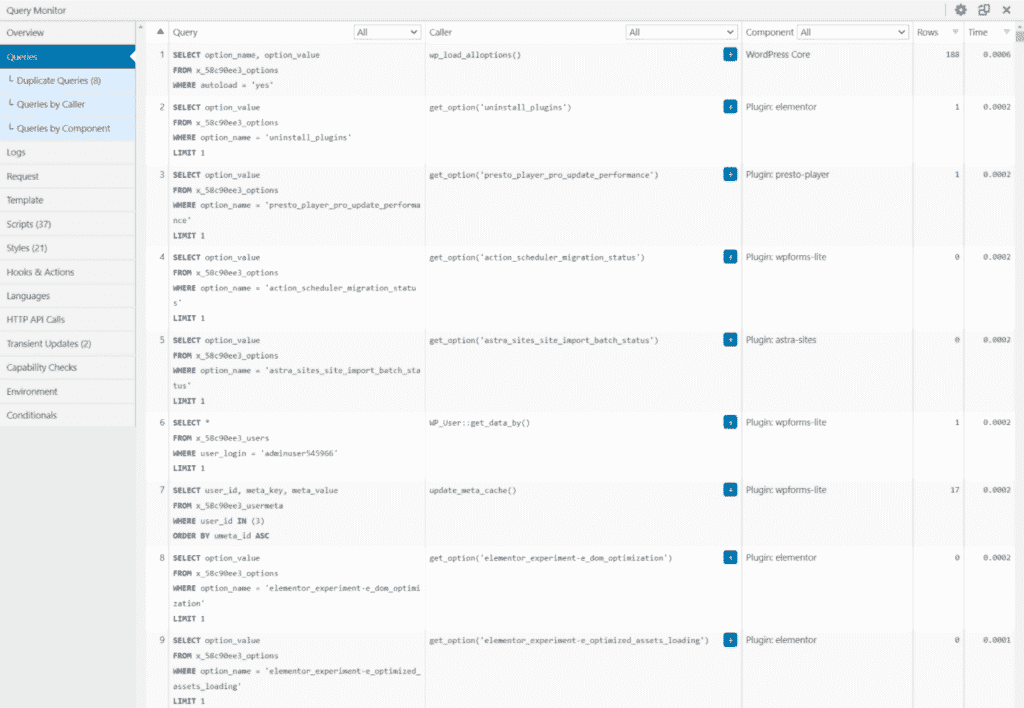 Query Monitor
Overview
Queries
└ Duplicate Queries (8)
└ Queries by Caller
└ Queries by Component
Logs
Request
Template
Scripts (37)
Styles (21)
Hooks & Actions
Languages
HTTP API Calls
Transient Updates (2)
Capability Checks
Environment
Conditionals
Query All Caller All Component All Rows Time
1 SELECT option_name, option_value wp_load_alloptions() + WordPress Core 188 0.0006
FROM x_58c90ee3_options
WHERE autoload = 'yes'
2 SELECT option_value get_option('uninstall_plugins') + Plugin: elementor 1 0.0002
FROM x_58c90ee3_options
WHERE option_name = 'uninstall_plugins'
LIMIT 1
3 SELECT option_value get_option('presto_player_pro_update_performance') + Plugin: presto-player 1 0.0002
FROM x_58c90ee3_options
WHERE option_name = 'presto_player_pro_update_performa
nce'
LIMIT 1
4 SELECT option_value get_option('action_scheduler_migration_status') + Plugin: wpforms-lite 0 0.0002
FROM x_58c90ee3_options
WHERE option_name = 'action_scheduler_migration_statu
s'
LIMIT 1
5 SELECT option_value get_option('astra_sites_site_import_batch_status') + Plugin: astra-sites 0 0.0002
FROM x_58c90ee3_options
WHERE option_name = 'astra_sites_site_import_batch_sta
tus'
LIMIT 1
6 SELECT * WP_User::get_data_by() + Plugin: wpforms-lite 1 0.0002
FROM x_58c90ee3_users
WHERE user_login = 'adminuser545966'
LIMIT 1
7 SELECT user_id, meta_key, meta_value update_meta_cache() + Plugin: wpforms-lite 17 0.0002
FROM x_58c90ee3_usermeta
WHERE user_id IN (3)
ORDER BY umeta_id ASC
8 SELECT option_value get_option('elementor_experiment-e_dom_optimization') + Plugin: elementor 0 0.0002
FROM x_58c90ee3_options
WHERE option_name = 'elementor_experiment-e_dom_optimi
zation'
LIMIT 1
9 SELECT option_value get_option('elementor_experiment-e_optimized_assets_loading') + Plugin: elementor 0 0.0001
FROM x_58c90ee3_options
WHERE option_name = 'elementor_experiment-e_optimized_
assets_loading'
LIMIT 1